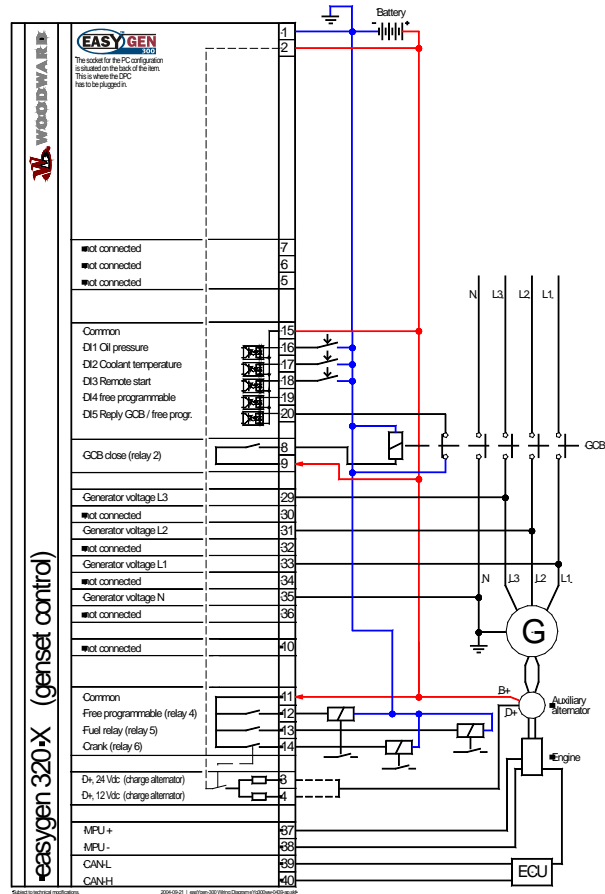 WOODWARD
easygen 320-X (genset control)
EASY GEN
300
The socket for the PC configuration
is situated on the back of the item.
This is where the DPC
has to be plugged in.
1
2
Battery
- +
not connected 7
not connected 6
not connected 5
N L3 L2 L1
Common 15
DI1 Oil pressure 16
DI2 Coolant temperature 17
DI3 Remote start 18
DI4 free programmable 19
DI5 Reply GCB / free progr. 20
GCB close (relay 2) 8
9
GCB
Generator voltage L3 29
not connected 30
Generator voltage L2 31
not connected 32
Generator voltage L1 33
not connected 34
Generator voltage N 35
not connected 36
N L3 L2 L1
G
not connected 10
Common 11
Free programmable (relay 4) 12
Fuel relay (relay 5) 13
Crank (relay 6) 14
B+
D+
Auxiliary
alternator
Engine
D+, 24 Vdc (charge alternator) 3
D+, 12 Vdc (charge alternator) 4
MPU + 37
MPU - 38
CAN-L 39
CAN-H 40
ECU
Subject to technical modifications.